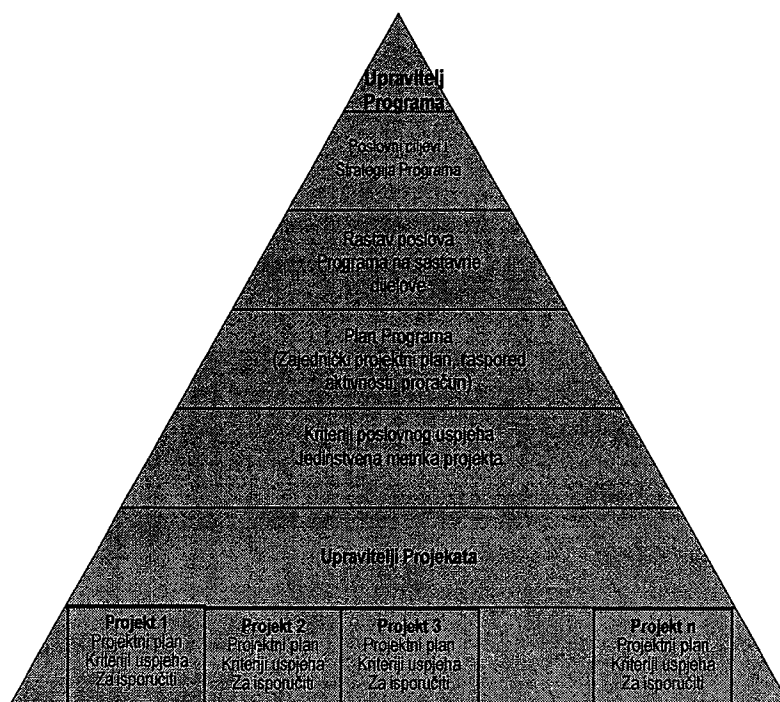 Upravitelj
Programa
Poslovni ciljevi i
Strategija Programa
Rastav poslova
Programa na sastavne
dijelove
Plan Programa
(Zajednički projektni plan, raspored
aktivnosti, proračun)
Kriteriji poslovnog uspjeha
Jedinstvena metrika projekta
Upravitelji Projekata
Projekt 1
Projektni plan
Kriteriji uspjeha
Za isporučiti
Projekt 2
Projektni plan
Kriteriji uspjeha
Za isporučiti
Projekt 3
Projektni plan
Kriteriji uspjeha
Za isporučiti
Projekt n
Projektni plan
Kriteriji uspjeha
Za isporučiti